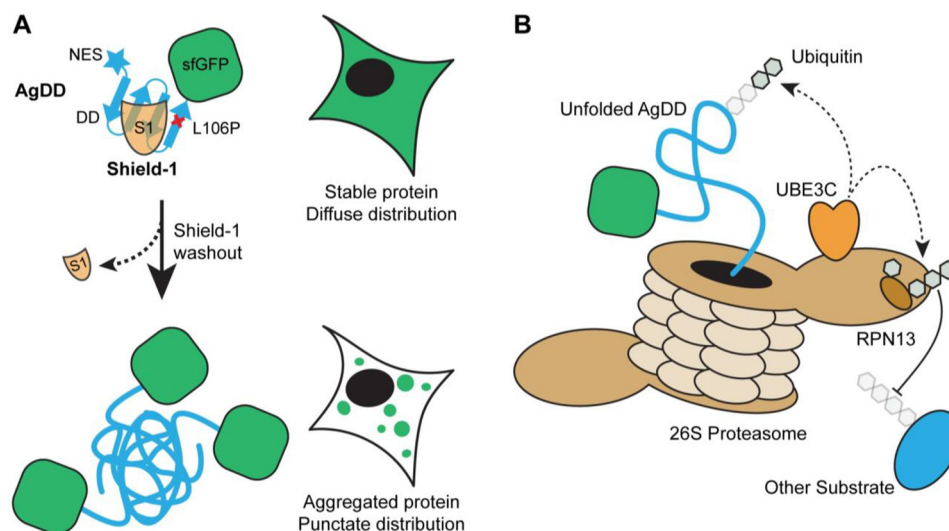 A
NES
sfGFP
AgDD
DD
S1
L106P
Shield-1
Stable protein
Diffuse distribution
Shield-1
washout
S1
Aggregated protein
Punctate distribution
B
Ubiquitin
Unfolded AgDD
UBE3C
RPN13
26S Proteasome
Other Substrate